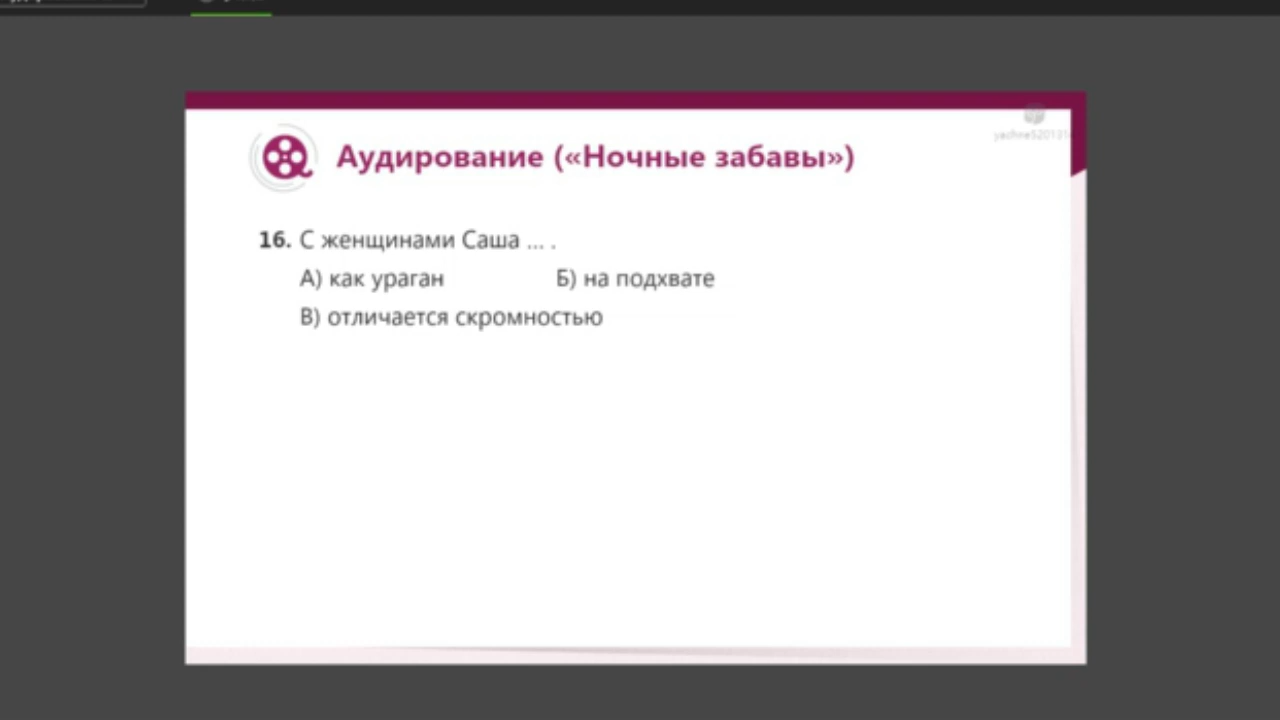 Аудирование («Ночные забавы»)
16. С женщинами Саша ... .
А) как ураган Б) на подхвате
В) отличается скромностью